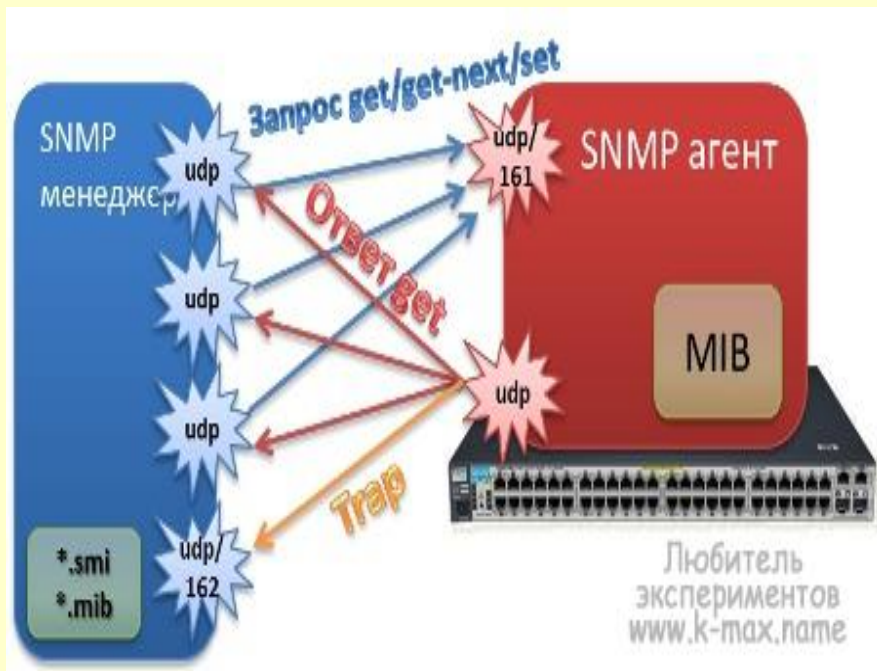 SNMP
менеджер
udp
udp
udp
udp/
162
*.smi
*.mib
Запрос get/get-next/set
Ответ get
Trap
udp/
161
SNMP агент
MIB
udp
Любитель
экспериментов
www.k-max.name